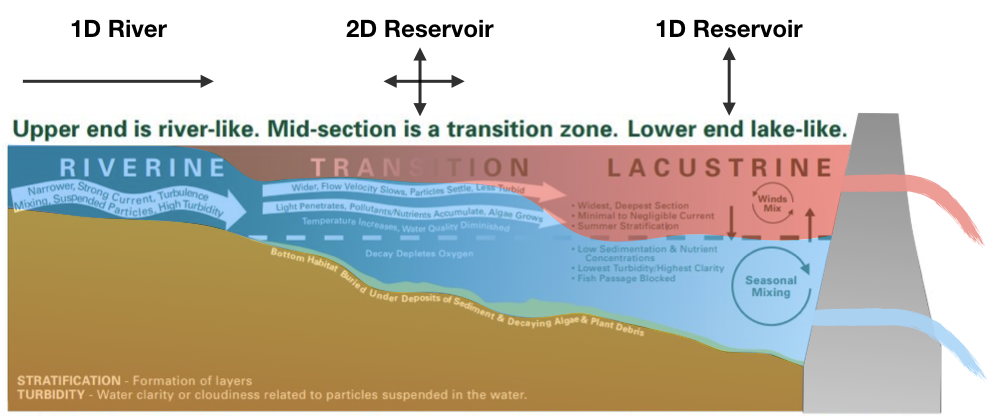 1D River
2D Reservoir
1D Reservoir
Upper end is river-like. Mid-section is a transition zone. Lower end lake-like.
RIVERINE
TRANSITION
LACUSTRINE
Narrower, Strong Current, Turbulence
Mixing, Suspended Particles, High Turbidity
Wider, Flow Velocity Slows, Particles Settle, Less Turbid
Light Penetrates, Pollutants/Nutrients Accumulate, Algae Grows
Temperature Increases, Water Quality Diminished
Decay Depletes Oxygen
Bottom Habitat Buried Under Deposits of Sediment & Decaying Algae & Plant Debris
• Widest, Deepest Section
• Minimal to Negligible Current
• Summer Stratification
• Low Sedimantation & Nutrient
Concentrations
• Lowest Turbidity/Highest Clarity
• Fish Passage Blocked
Winds
Mix
Seasonal
Mixing
STRATIFICATION - Formation of layers
TURBIDITY - Water clarity or cloudiness related to particles suspended in the water.